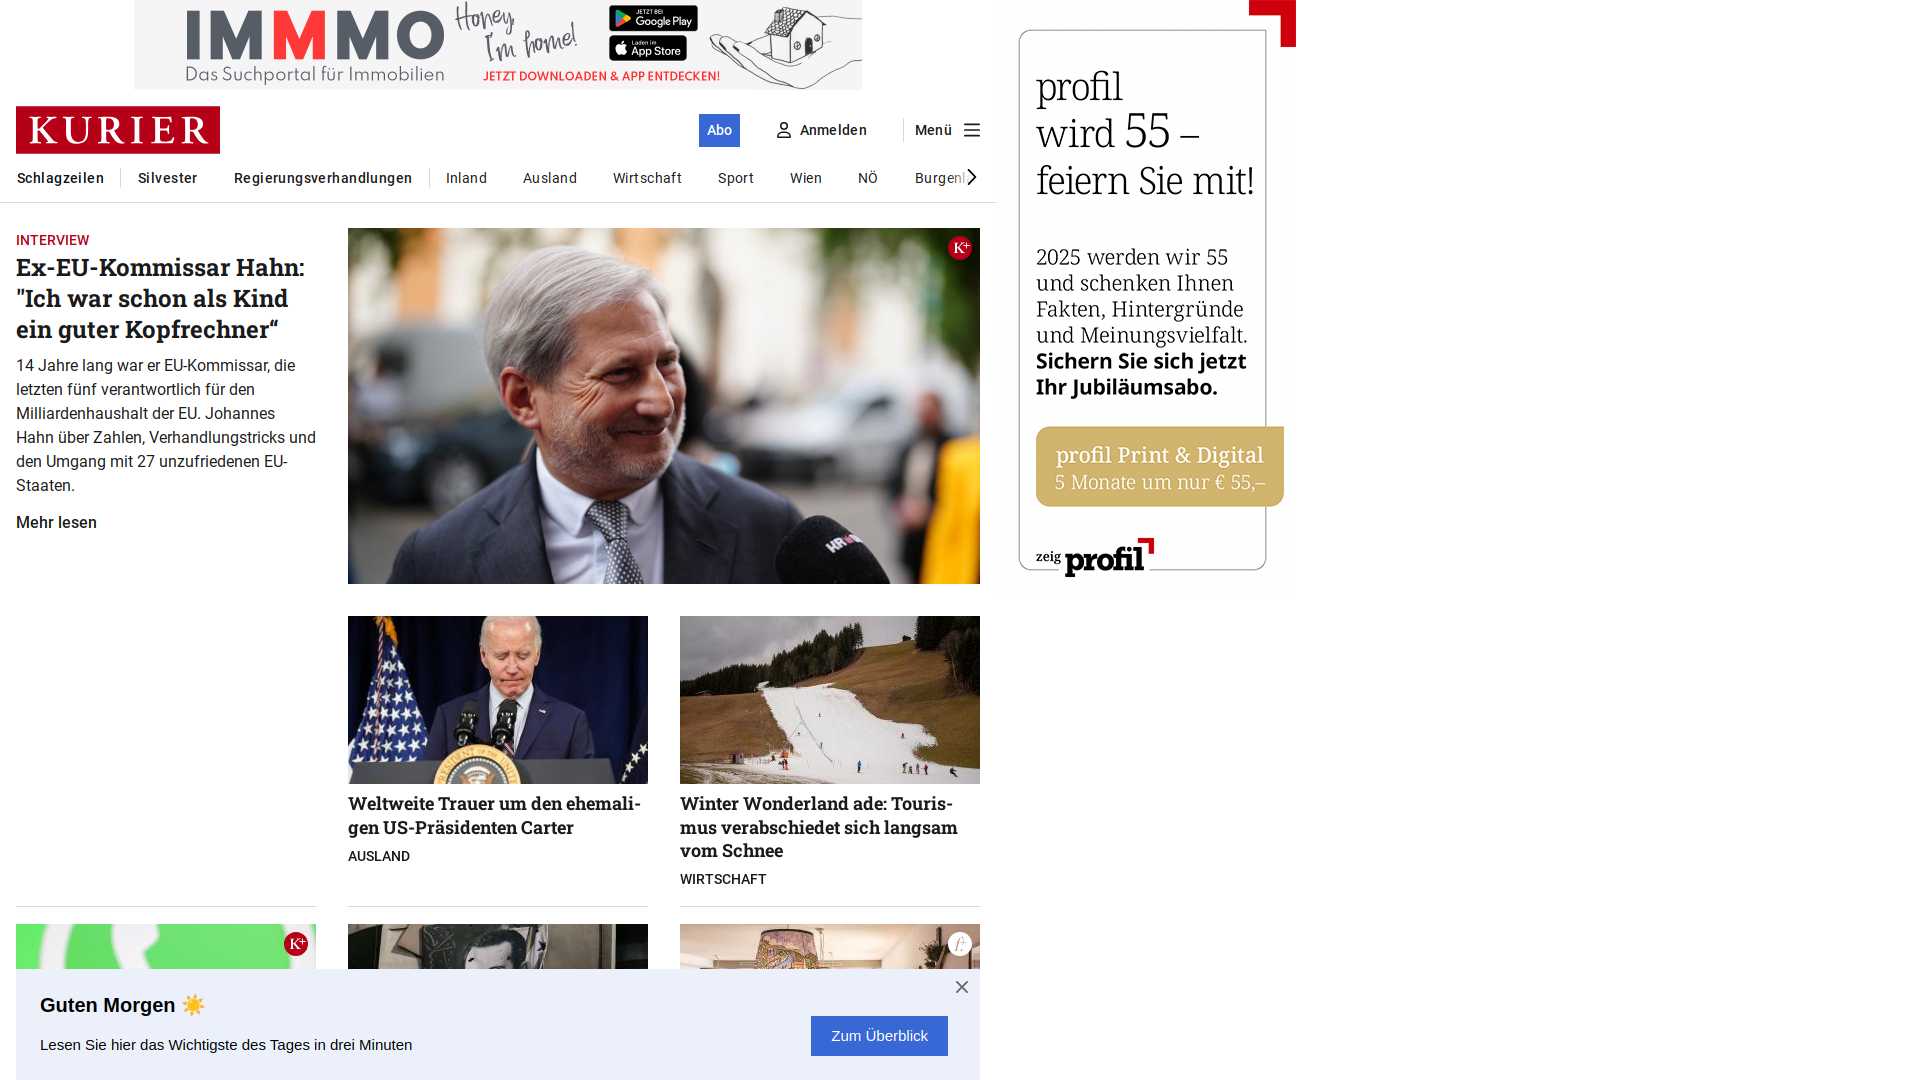 IMMMO
Das Suchportal für Immobilien
Honey,
I'm home!
JETZT BEI
Google Play
Laden im
App Store
JETZT DOWNLOADEN & APP ENTDECKEN!
KURIER
Abo
Anmelden
Menü
Schlagzeilen
Silvester
Regierungsverhandlungen
Inland
Ausland
Wirtschaft
Sport
Wien
NÖ
Burgenl
INTERVIEW
Ex-EU-Kommissar Hahn:
"Ich war schon als Kind
ein guter Kopfrechner“
14 Jahre lang war er EU-Kommissar, die
letzten fünf verantwortlich für den
Milliardenhaushalt der EU. Johannes
Hahn über Zahlen, Verhandlungstricks und
den Umgang mit 27 unzufriedenen EU-
Staaten.
Mehr lesen
K+
Weltweite Trauer um den ehemali-
gen US-Präsidenten Carter
AUSLAND
Winter Wonderland ade: Touris-
mus verabschiedet sich langsam
vom Schnee
WIRTSCHAFT
K+
f+
Guten Morgen ☀️
Lesen Sie hier das Wichtigste des Tages in drei Minuten
Zum Überblick
profil
wird 55 –
feiern Sie mit!
2025 werden wir 55
und schenken Ihnen
Fakten, Hintergründe
und Meinungsvielfalt.
Sichern Sie sich jetzt
Ihr Jubiläumsabo.
profil Print & Digital
5 Monate um nur € 55,–
zeig profil